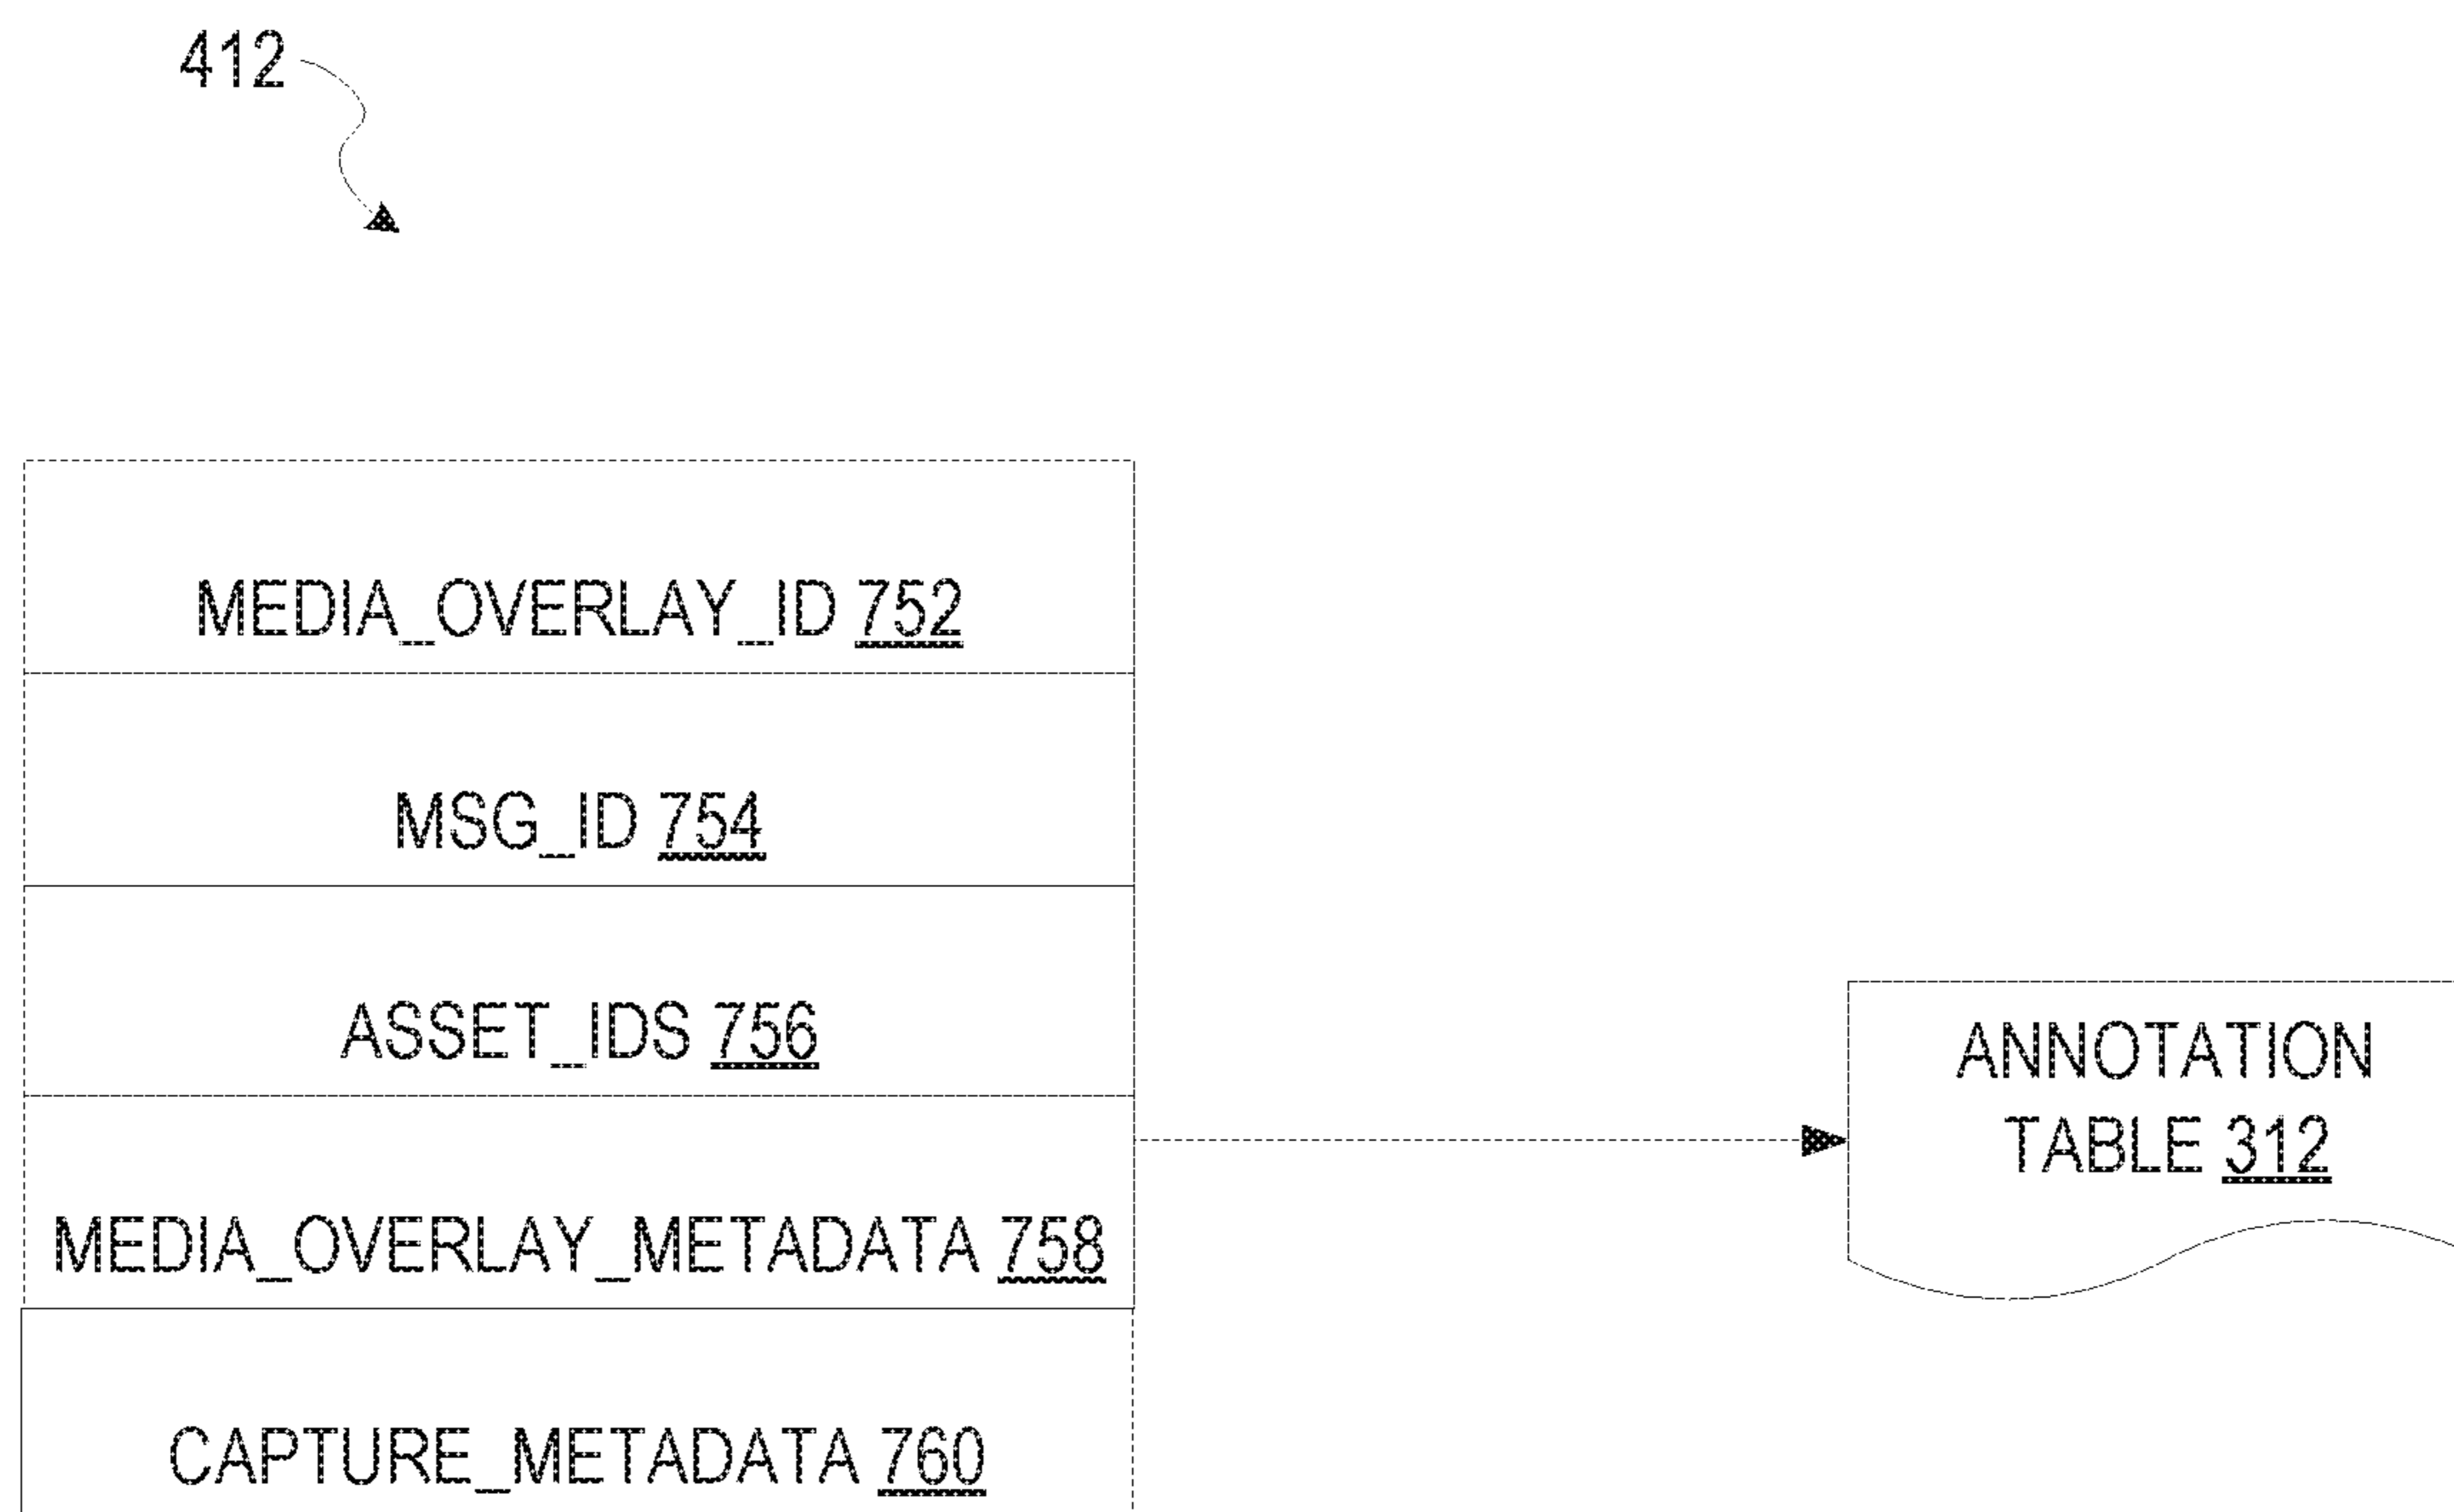 412
MEDIA_OVERLAY_ID 752
MSG_ID 754
ASSET_IDS 756
MEDIA_OVERLAY_METADATA 758
CAPTURE_METADATA 760
ANNOTATION
TABLE 312